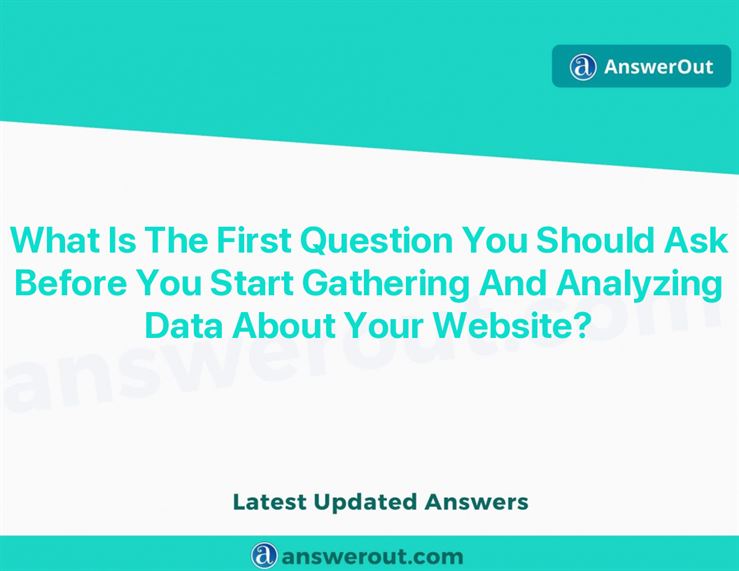 AnswerOut
What Is The First Question You Should Ask
Before You Start Gathering And Analyzing
Data About Your Website?
answerout.com
Latest Updated Answers
answerout.com